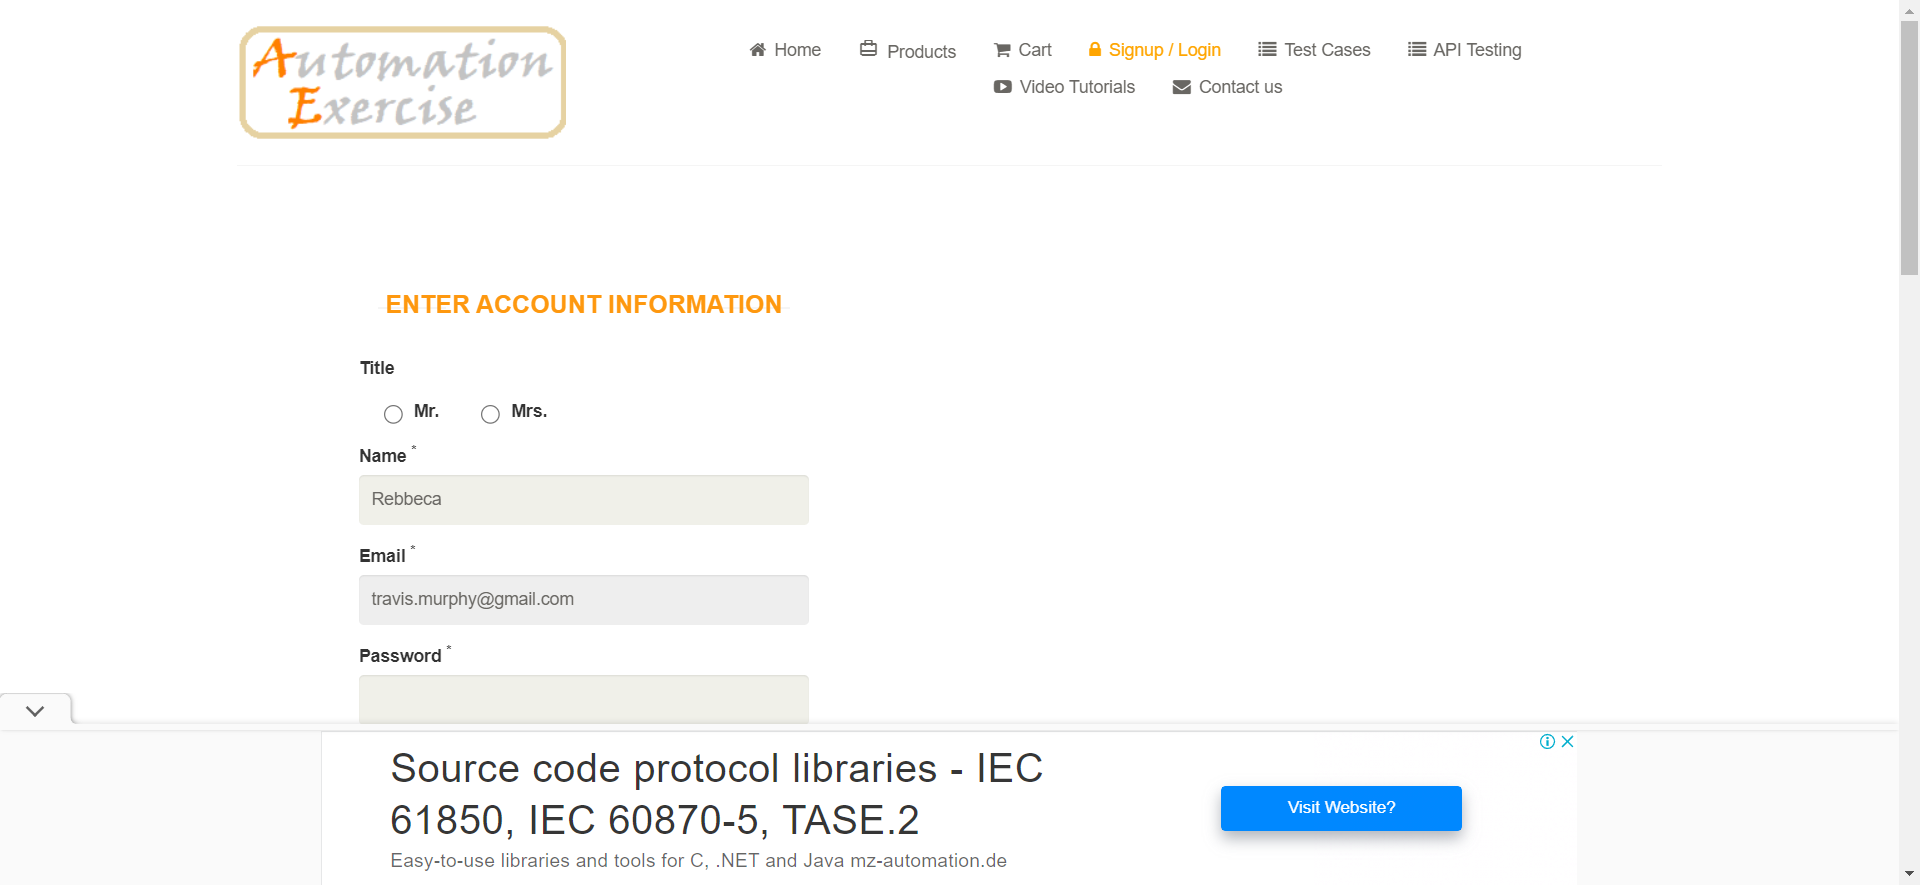 Automation
Exercise
Home
Products
Cart
Signup / Login
Test Cases
API Testing
Video Tutorials
Contact us
ENTER ACCOUNT INFORMATION
Title
Mr.
Mrs.
Name *
Rebbeca
Email *
travis.murphy@gmail.com
Password *
Source code protocol libraries - IEC
61850, IEC 60870-5, TASE.2
Easy-to-use libraries and tools for C, .NET and Java mz-automation.de
Visit Website?